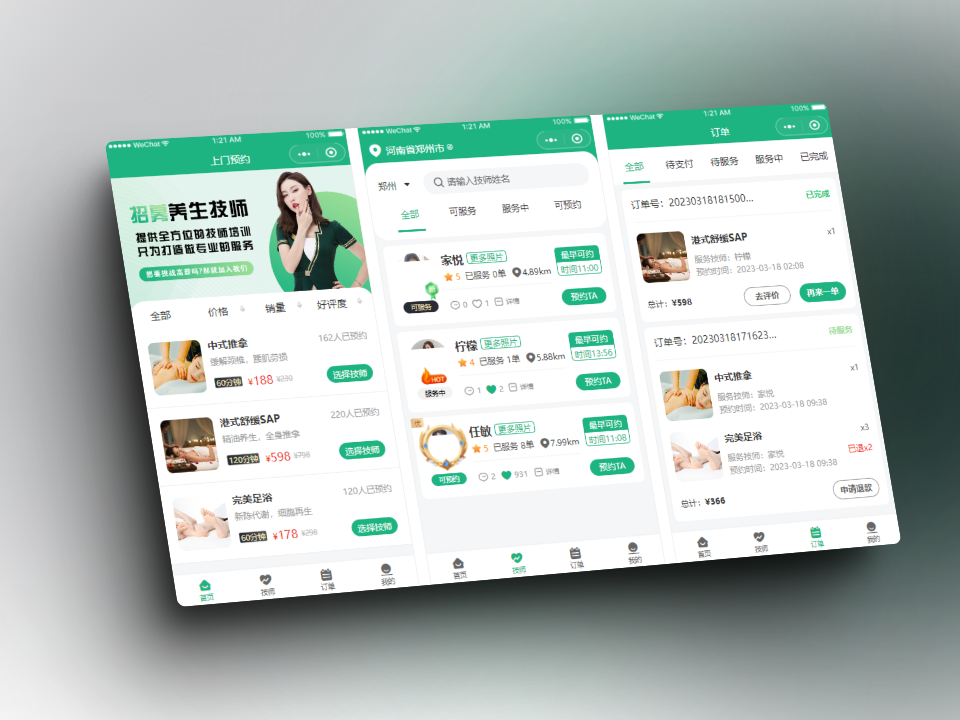 WeChat
1:21 AM
100%
上门预约
招募养生技师
提供全方位的技师培训
只为打造做专业的服务
想要挑战高薪吗?那就加入我们
全部
价格
销量
好评度
中式推拿
162人已预约
缓解颈椎，腰肌劳损
60分钟
¥188
¥230
选择技师
港式舒缓SAP
220人已预约
精油养生，全身推拿
120分钟
¥598
¥798
选择技师
完美足浴
120人已预约
新陈代谢，细胞再生
60分钟
¥178
¥298
选择技师
首页
技师
订单
我的
WeChat
1:21 AM
100%
河南省郑州市
郑州
请输入技师姓名
全部
可服务
服务中
可预约
家悦
更多照片
最早可约
时间11:00
5
已服务 0单
4.89km
可服务
0
1
详情
预约TA
柠檬
更多照片
最早可约
时间13:56
4
已服务 1单
5.88km
HOT
服务中
1
2
详情
预约TA
任敏
更多照片
最早可约
时间11:08
5
已服务 8单
7.99km
可预约
2
931
详情
预约TA
首页
技师
订单
我的
WeChat
1:21 AM
100%
订单
全部
待支付
待服务
服务中
已完成
订单号：20230318181500...
已完成
港式舒缓SAP
x1
服务技师：柠檬
预约时间：2023-03-18 02:08
总计：¥598
去评价
再来一单
订单号：20230318171623...
待服务
中式推拿
x1
服务技师：家悦
预约时间：2023-03-18 09:38
完美足浴
x3
服务技师：家悦
已退x2
预约时间：2023-03-18 09:38
总计：¥366
申请退款
首页
技师
订单
我的